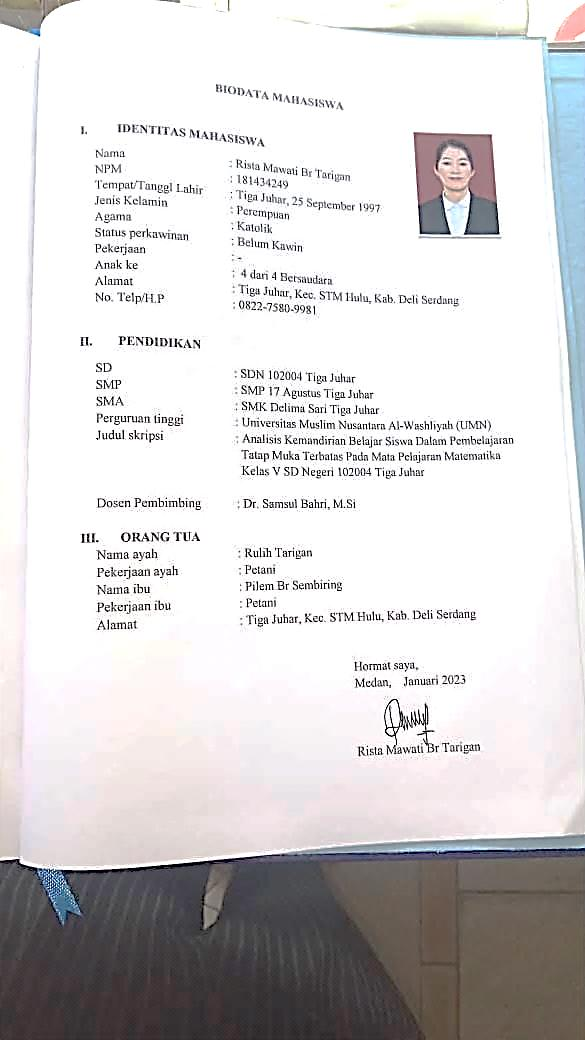 BIODATA MAHASISWA
I. IDENTITAS MAHASISWA
Nama : Rista Mawati Br Tarigan
NPM : 181434249
Tempat/Tanggl Lahir : Tiga Juhar, 25 September 1997
Jenis Kelamin : Perempuan
Agama : Katolik
Status perkawinan : Belum Kawin
Pekerjaan :-
Anak ke : 4 dari 4 Bersaudara
Alamat : Tiga Juhar, Kec. STM Hulu, Kab. Deli Serdang
No. Telp/H.P : 0822-7580-9981
II. PENDIDIKAN
SD : SDN 102004 Tiga Juhar
SMP : SMP 17 Agustus Tiga Juhar
SMA : SMK Delima Sari Tiga Juhar
Perguruan tinggi : Universitas Muslim Nusantara Al-Washliyah (UMN)
Judul skripsi : Analisis Kemandirian Belajar Siswa Dalam Pembelajaran
Tatap Muka Terbatas Pada Mata Pelajaran Matematika
Kelas V SD Negeri 102004 Tiga Juhar
Dosen Pembimbing : Dr. Samsul Bahri, M.Si
III. ORANG TUA
Nama ayah : Rulih Tarigan
Pekerjaan ayah : Petani
Nama ibu : Pilem Br Sembiring
Pekerjaan ibu : Petani
Alamat : Tiga Juhar, Kec. STM Hulu, Kab. Deli Serdang
Hormat saya,
Medan, Januari 2023
Rista Mawati Br Tarigan